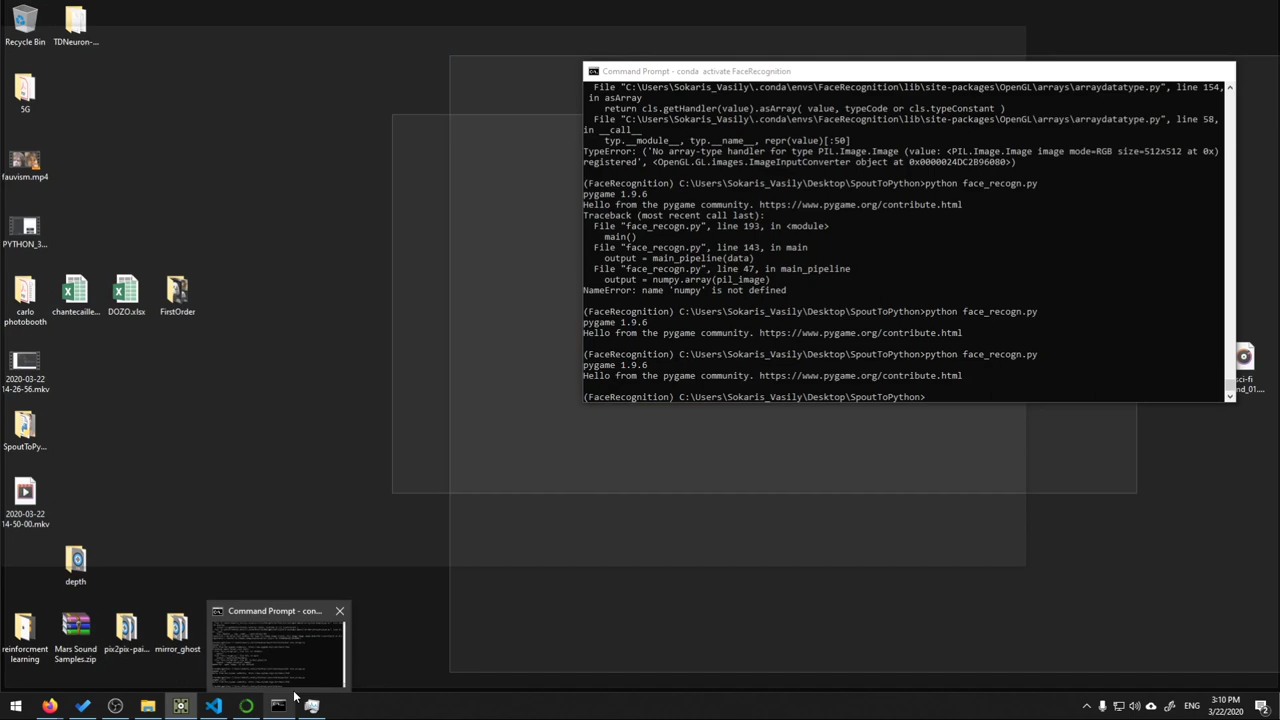 Recycle Bin
TDNeuron-...
5G
fauvism.mp4
PYTHON_3...
carlo
photobooth
chantecaille...
DOZO.xlsx
FirstOrder
2020-03-22
14-26-56.mkv
SpoutToPy...
2020-03-22
14-50-00.mkv
depth
reinforcment
learning
Mars Sound
Samples.zip
pix2pix-pai...
mirror_ghost
Command Prompt - conda activate FaceRecognition
File "C:\Users\Sokaris_Vasily\.conda\envs\FaceRecognition\lib\site-packages\OpenGL\arrays\arraydatatype.py", line 154,
in asArray
return cls.getHandler(value).asArray( value, typeCode or cls.typeConstant )
File "C:\Users\Sokaris_Vasily\.conda\envs\FaceRecognition\lib\site-packages\OpenGL\arrays\arraydatatype.py", line 58,
in __call__
typ.__module__, typ.__name__, repr(value)[:50]
TypeError: ('No array-type handler for type PIL.Image.Image (value: <PIL.Image.Image image mode=RGB size=512x512 at 0x)
registered', <OpenGL.GL.images.ImageInputConverter object at 0x0000024DC2B96080>)
(FaceRecognition) C:\Users\Sokaris_Vasily\Desktop\SpoutToPython>python face_recogn.py
pygame 1.9.6
Hello from the pygame community. https://www.pygame.org/contribute.html
Traceback (most recent call last):
File "face_recogn.py", line 193, in <module>
main()
File "face_recogn.py", line 143, in main
output = main_pipeline(data)
File "face_recogn.py", line 47, in main_pipeline
output = numpy.array(pil_image)
NameError: name 'numpy' is not defined
(FaceRecognition) C:\Users\Sokaris_Vasily\Desktop\SpoutToPython>python face_recogn.py
pygame 1.9.6
Hello from the pygame community. https://www.pygame.org/contribute.html
(FaceRecognition) C:\Users\Sokaris_Vasily\Desktop\SpoutToPython>python face_recogn.py
pygame 1.9.6
Hello from the pygame community. https://www.pygame.org/contribute.html
(FaceRecognition) C:\Users\Sokaris_Vasily\Desktop\SpoutToPython>
sci-fi
nd_01...
Command Prompt - con...
ENG
3:10 PM
3/22/2020
2